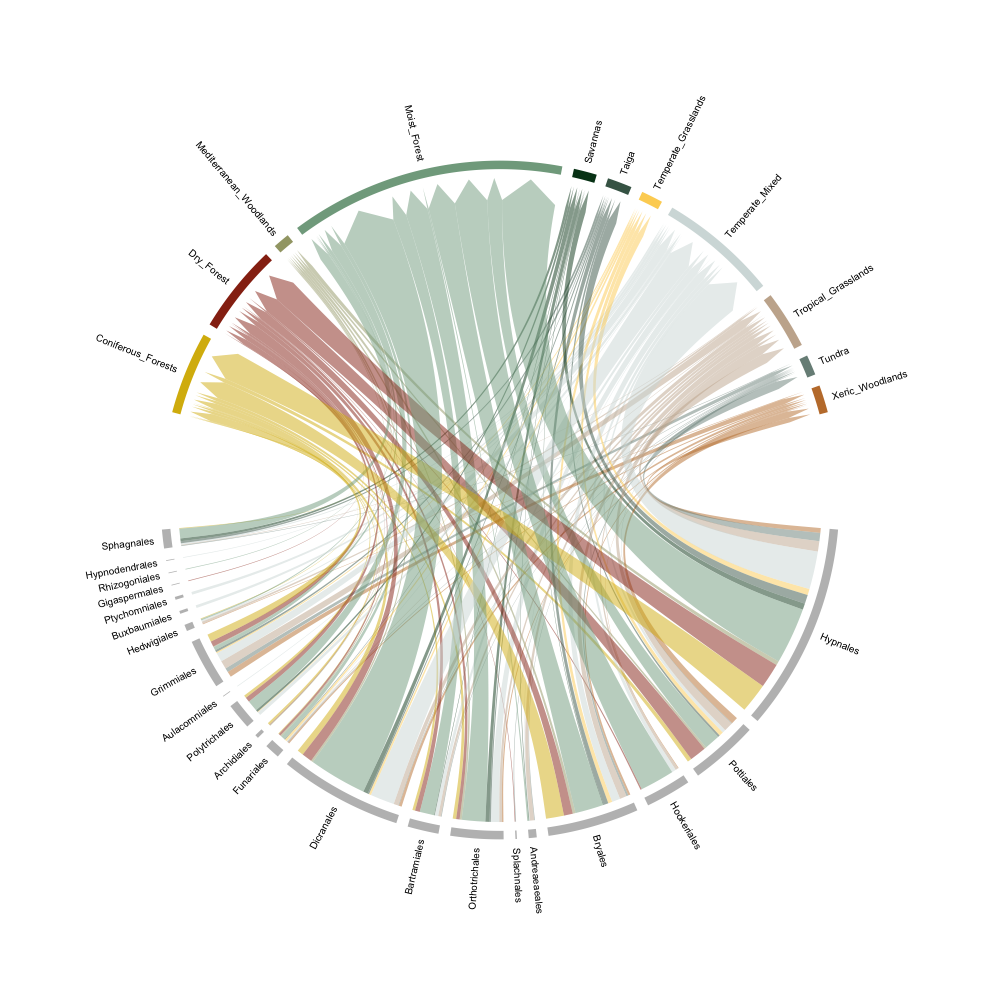 Coniferous_Forests
Dry_Forest
Mediterranean_Woodlands
Moist_Forest
Savannas
Taiga
Temperate_Grasslands
Temperate_Mixed
Tropical_Grasslands
Tundra
Xeric_Woodlands
Hypnales
Pottiales
Hookeriales
Bryales
Andreaeaeales
Splachnales
Orthotrichales
Bartramiales
Dicranales
Funariales
Archidiales
Polytrichales
Aulacomniales
Grimmiales
Hedwigiales
Buxbaumiales
Ptychomniales
Gigaspermales
Rhizogoniales
Hypnodendrales
Sphagnales